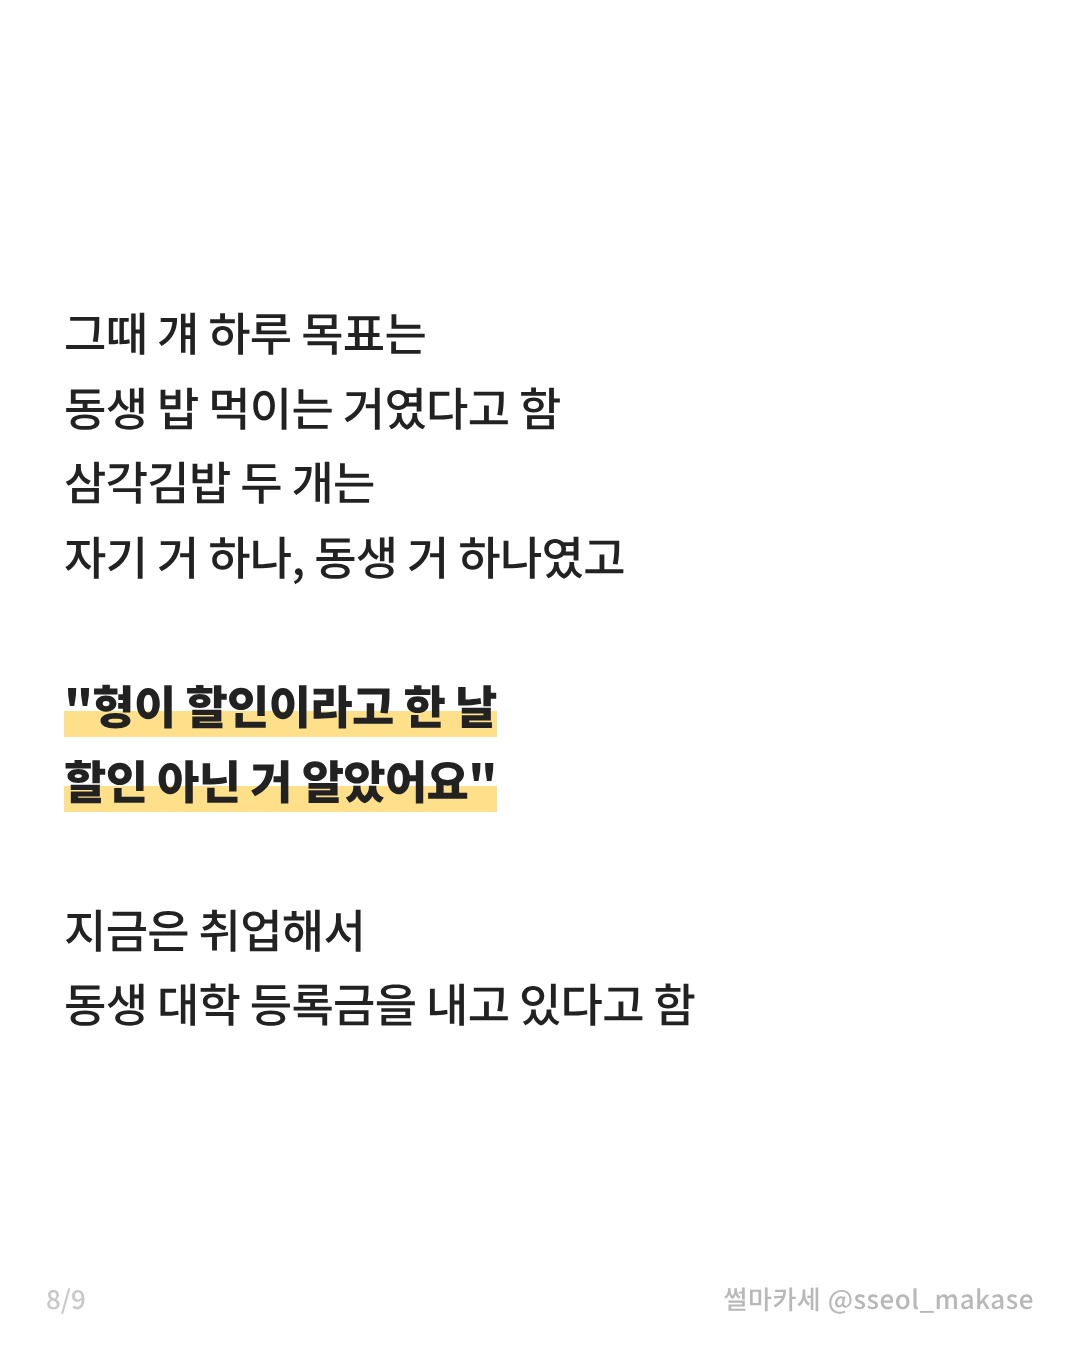 그때 걔 하루 목표는
동생 밥 먹이는 거였다고 함
삼각김밥 두 개는
자기 거 하나, 동생 거 하나였고
"형이 할인이라고 한 날
할인 아닌 거 알았어요"
지금은 취업해서
동생 대학 등록금을 내고 있다고 함
8/9
썰마카세 @sseol_makase